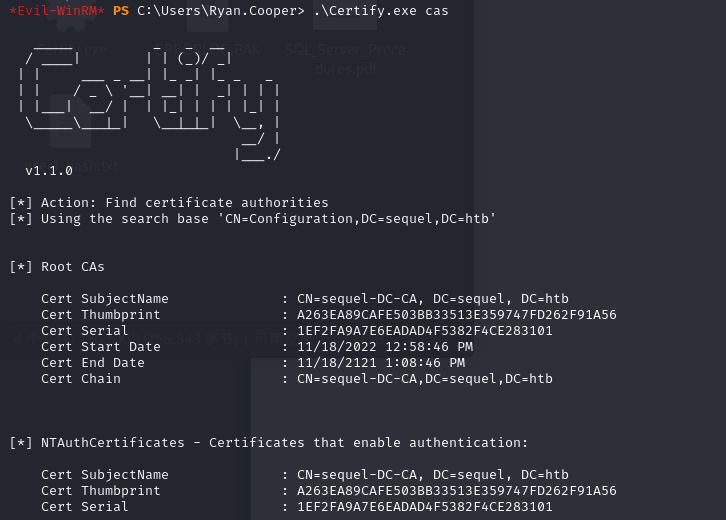 *Evil-WinRM* PS C:\Users\Ryan.Cooper> .\Certify.exe cas
Certify
v1.1.0
[*] Action: Find certificate authorities
[*] Using the search base 'CN=Configuration,DC=sequel,DC=htb'
[*] Root CAs
Cert SubjectName : CN=sequel-DC-CA, DC=sequel, DC=htb
Cert Thumbprint : A263EA89CAFE503BB33513E359747FD262F91A56
Cert Serial : 1EF2FA9A7E6EADAD4F5382F4CE283101
Cert Start Date : 11/18/2022 12:58:46 PM
Cert End Date : 11/18/2121 1:08:46 PM
Cert Chain : CN=sequel-DC-CA,DC=sequel,DC=htb
[*] NTAuthCertificates - Certificates that enable authentication:
Cert SubjectName : CN=sequel-DC-CA, DC=sequel, DC=htb
Cert Thumbprint : A263EA89CAFE503BB33513E359747FD262F91A56
Cert Serial : 1EF2FA9A7E6EADAD4F5382F4CE283101